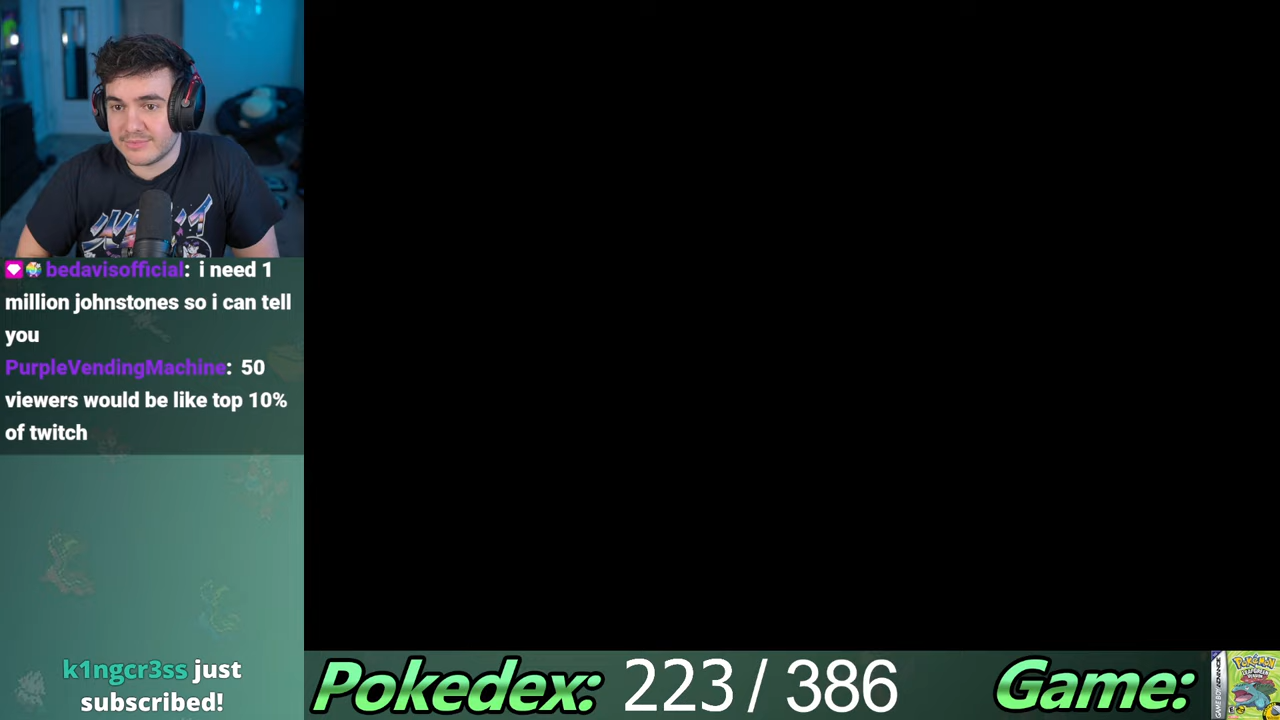 bedavisofficial: i need 1
million johnstones so i can tell
you
PurpleVendingMachine: 50
viewers would be like top 10%
of twitch
k1ngcr3ss just
subscribed!
Pokedex: 223 / 386
Game:
POKéMON